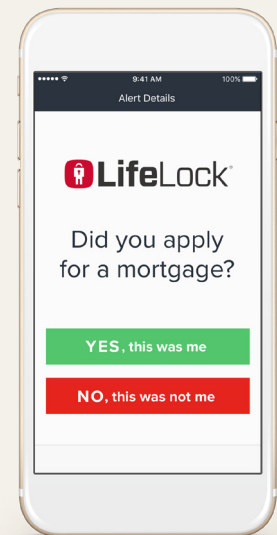 9:41 AM 100%
Alert Details
LifeLock®
Did you apply
for a mortgage?
YES, this was me
NO, this was not me